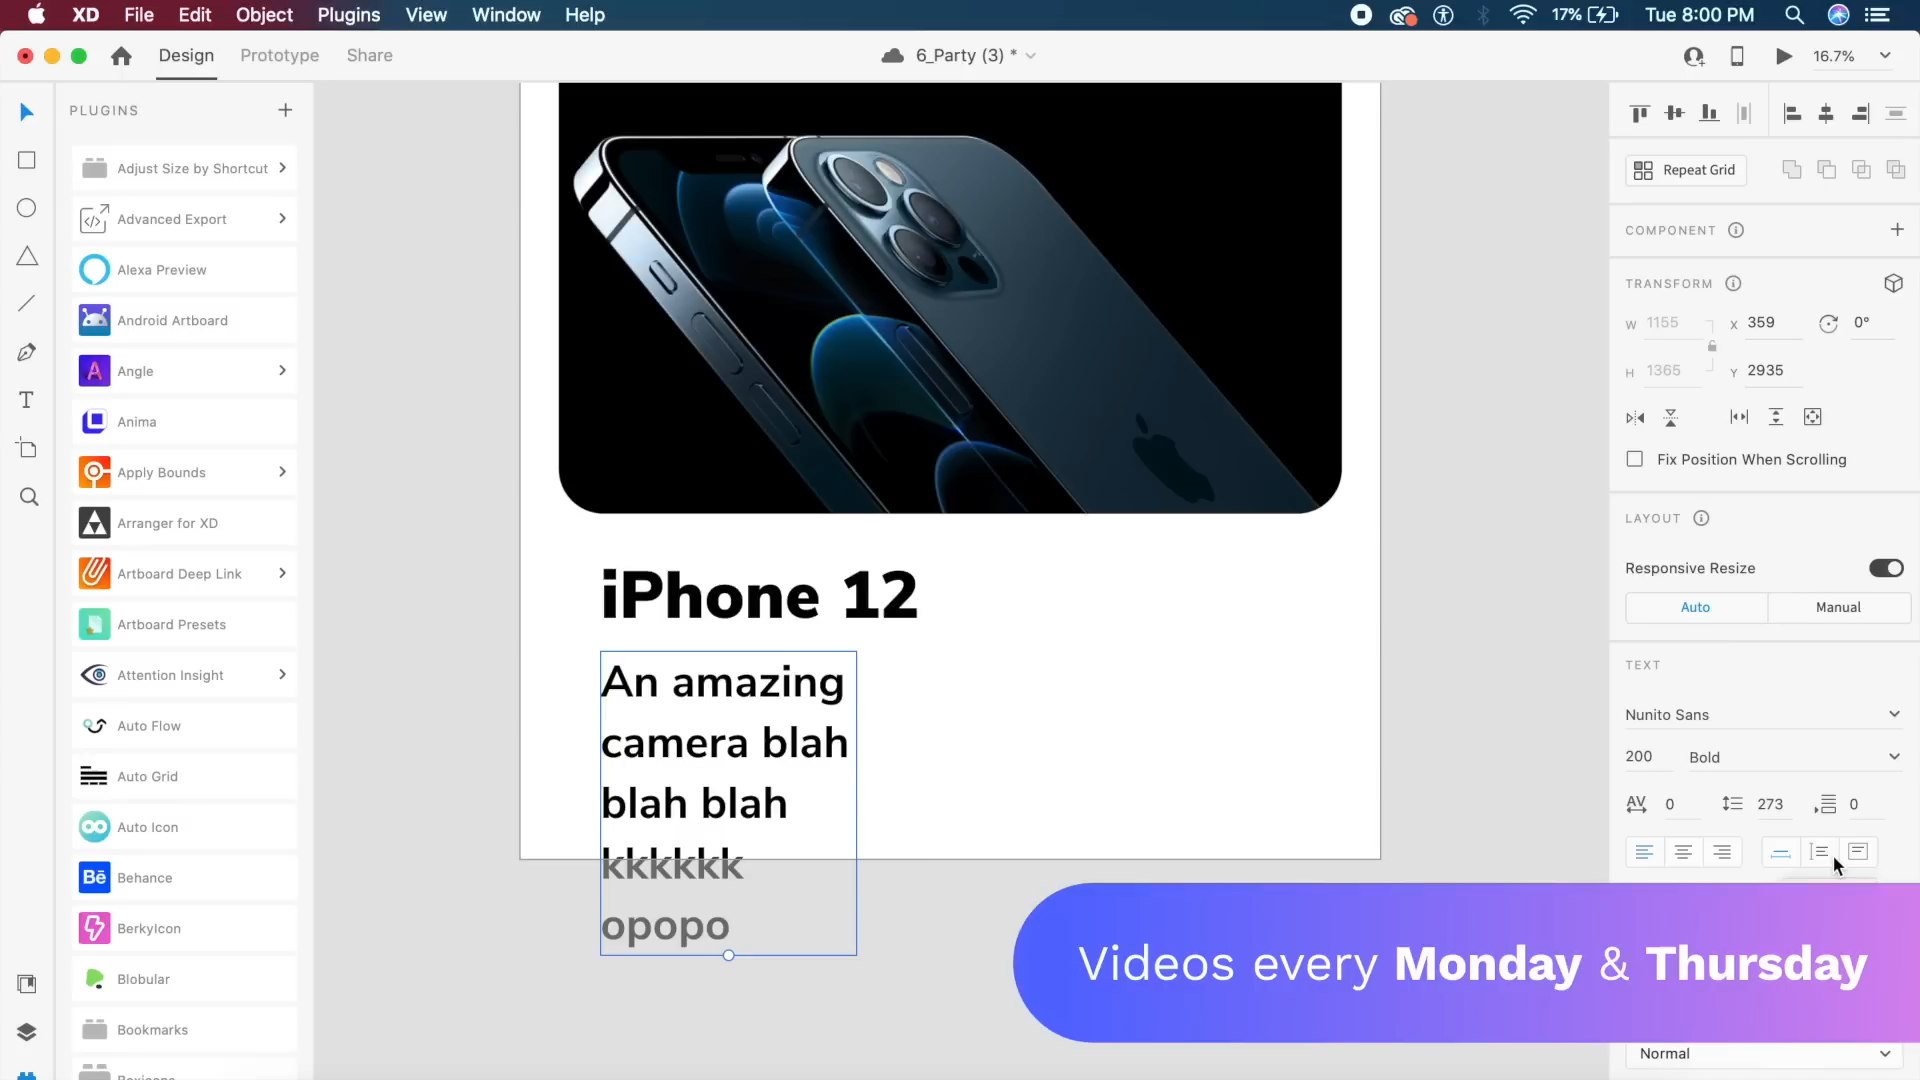 XD File Edit Object Plugins View Window Help
17% Tue 8:00 PM
Design Prototype Share
6_Party (3) *
16.7%
PLUGINS
Adjust Size by Shortcut
Advanced Export
Alexa Preview
Android Artboard
Angle
Anima
Apply Bounds
Arranger for XD
Artboard Deep Link
Artboard Presets
Attention Insight
Auto Flow
Auto Grid
Auto Icon
Behance
BerkyIcon
Blobular
Bookmarks
iPhone 12
An amazing
camera blah
blah blah
kkkkkk
opopo
Repeat Grid
COMPONENT
TRANSFORM
W 1155 X 359 0°
H 1365 Y 2935
Fix Position When Scrolling
LAYOUT
Responsive Resize
Auto Manual
TEXT
Nunito Sans
200 Bold
AV 0 273 0
Videos every Monday & Thursday
Normal